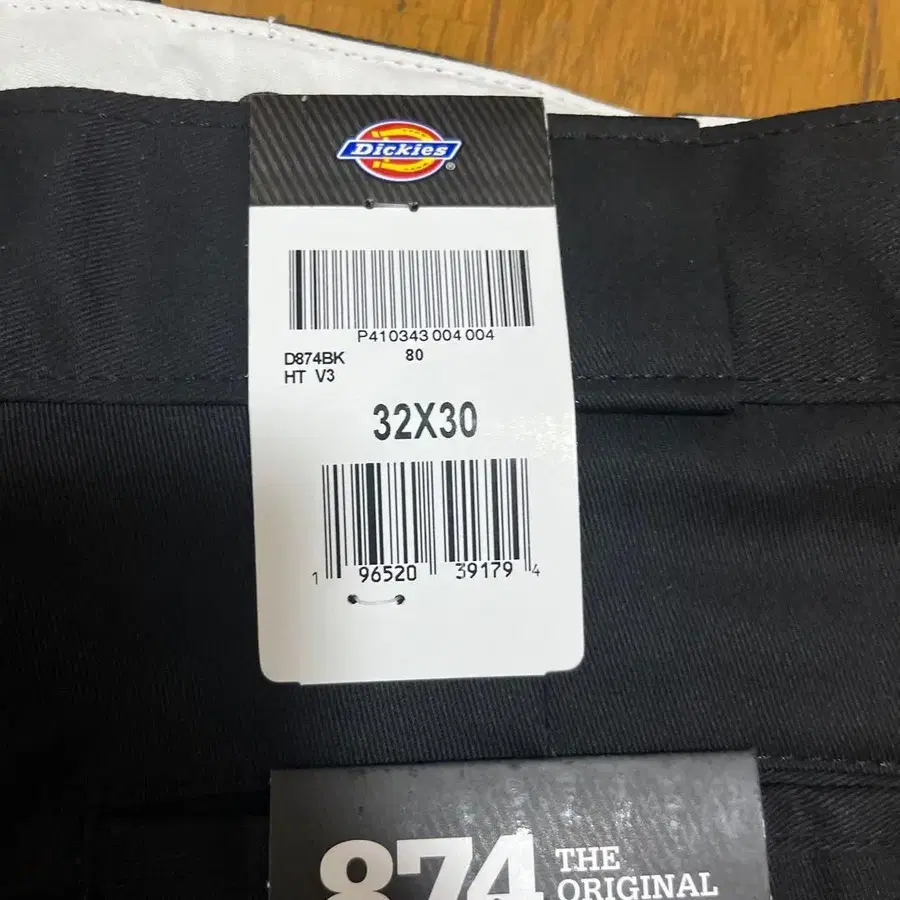 Dickies®
P410343 004 004
D874BK 80
HT V3
32X30
1 96520 39179 4
874 THE
ORIGINAL